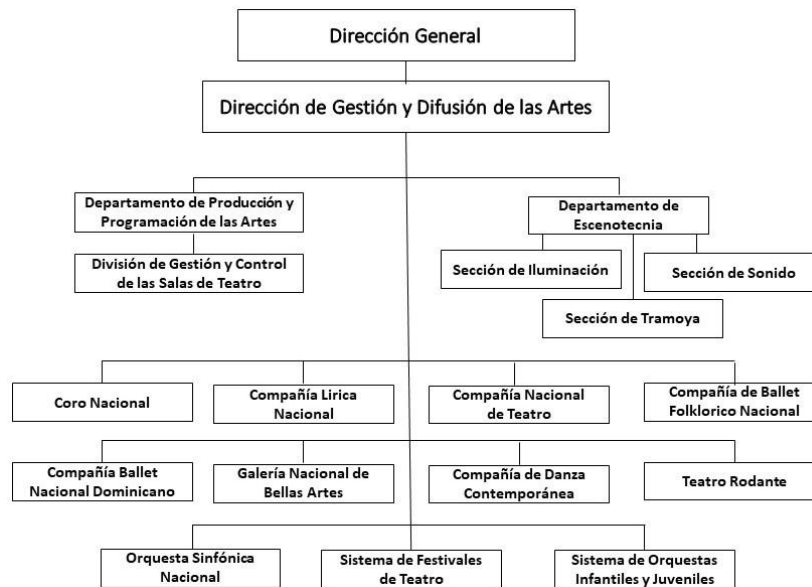 Dirección General
Dirección de Gestión y Difusión de las Artes
Departamento de Producción y
Programación de las Artes
Departamento de
Escenotecnia
División de Gestión y Control
de las Salas de Teatro
Sección de Iluminación
Sección de Sonido
Sección de Tramoya
Coro Nacional
Compañía Lirica
Nacional
Compañía Nacional
de Teatro
Compañía de Ballet
Folklorico Nacional
Compañía Ballet
Nacional Dominicano
Galería Nacional de
Bellas Artes
Compañía de Danza
Contemporánea
Teatro Rodante
Orquesta Sinfónica
Nacional
Sistema de Festivales
de Teatro
Sistema de Orquestas
Infantiles y Juveniles